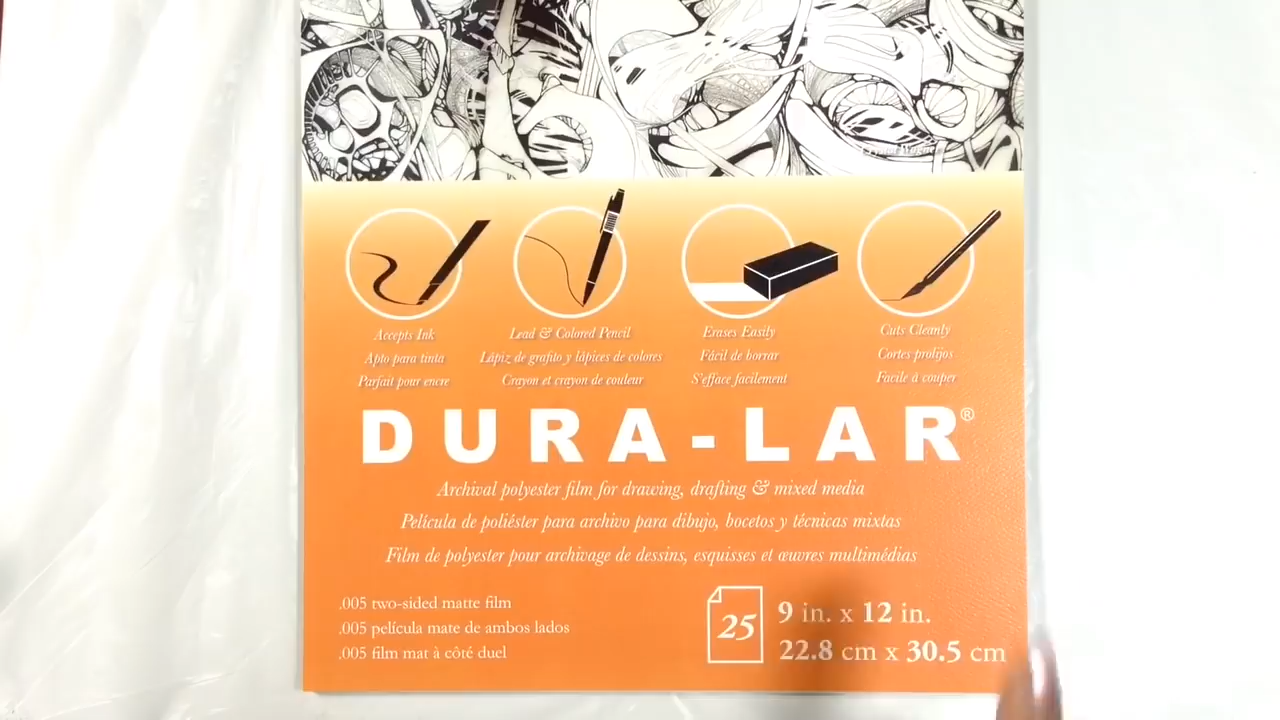 Accepts Ink
Apto para tinta
Parfait pour encre
Lead & Colored Pencil
Lápiz de grafito y lápices de colores
Crayon et crayon de couleur
Erases Easily
Fácil de borrar
S'efface facilement
Cuts Cleanly
Cortes prolijos
Facile à couper
DURA-LAR®
Archival polyester film for drawing, drafting & mixed media
Película de poliéster para archivo para dibujo, bocetos y técnicas mixtas
Film de polyester pour archivage de dessins, esquisses et œuvres multimédias
.005 two-sided matte film
.005 película mate de ambos lados
.005 film mat à côté duel
25
9 in. x 12 in.
22.8 cm x 30.5 cm